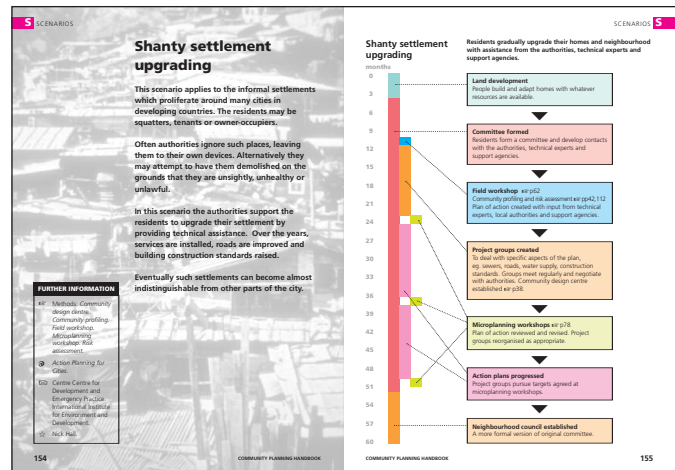 S SCENARIOS
Shanty settlement
upgrading
This scenario applies to the informal settlements
which proliferate around many cities in
developing countries. The residents may be
squatters, tenants or owner-occupiers.
Often authorities ignore such places, leaving
them to their own devices. Alternatively they
may attempt to have them demolished on the
grounds that they are unsightly, unhealthy or
unlawful.
In this scenario the authorities support the
residents to upgrade their settlement by
providing technical assistance. Over the years,
services are installed, roads are improved and
building construction standards raised.
Eventually such settlements can become almost
indistinguishable from other parts of the city.
FURTHER INFORMATION
Methods: Community
design centre.
Community profiling.
Field workshop.
Microplanning
workshop. Risk
assessment.
Action Planning for
Cities.
Centre Centre for
Development and
Emergency Practice.
International Institute
for Environment and
Development.
Nick Hall.
154
COMMUNITY PLANNING HANDBOOK
SCENARIOS S
Shanty settlement
upgrading
Residents gradually upgrade their homes and neighbourhood
with assistance from the authorities, technical experts and
support agencies.
months
0
3
6
9
12
15
18
21
24
27
30
33
36
39
42
45
48
51
54
57
60
Land development
People build and adapt homes with whatever
resources are available.
Committee formed
Residents form a committee and develop contacts
with the authorities, technical experts and
support agencies.
Field workshop ☞ p62
Community profiling and risk assessment ☞ pp42,112
Plan of action created with input from technical
experts, local authorities and support agencies.
Project groups created
To deal with specific aspects of the plan,
eg. sewers, roads, water supply, construction
standards. Groups meet regularly and negotiate
with authorities. Community design centre
established ☞ p38.
Microplanning workshops ☞ p78
Plan of action reviewed and revised. Project
groups reorganised as appropriate.
Action plans progressed
Project groups pursue targets agreed at
microplanning workshops.
Neighbourhood council established
A more formal version of original committee.
COMMUNITY PLANNING HANDBOOK
155